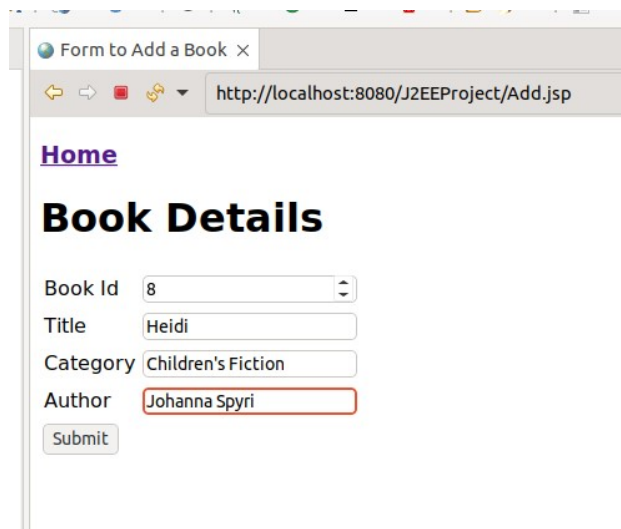 Form to Add a Book
http://localhost:8080/J2EEProject/Add.jsp
Home
Book Details
Book Id 8
Title Heidi
Category Children's Fiction
Author Johanna Spyri
Submit